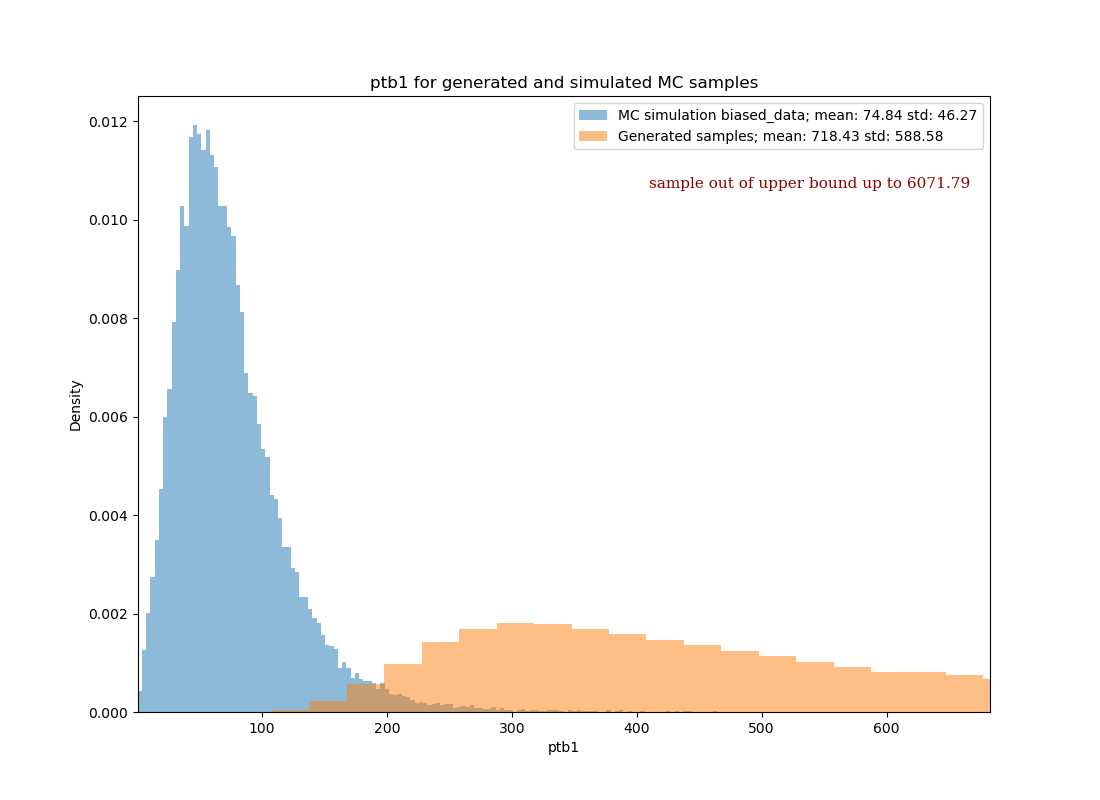 ptb1 for generated and simulated MC samples
MC simulation biased_data; mean: 74.84 std: 46.27
Generated samples; mean: 718.43 std: 588.58
sample out of upper bound up to 6071.79
0.012
0.010
0.008
0.006
0.004
0.002
0.000
Density
100 200 300 400 500 600
ptb1